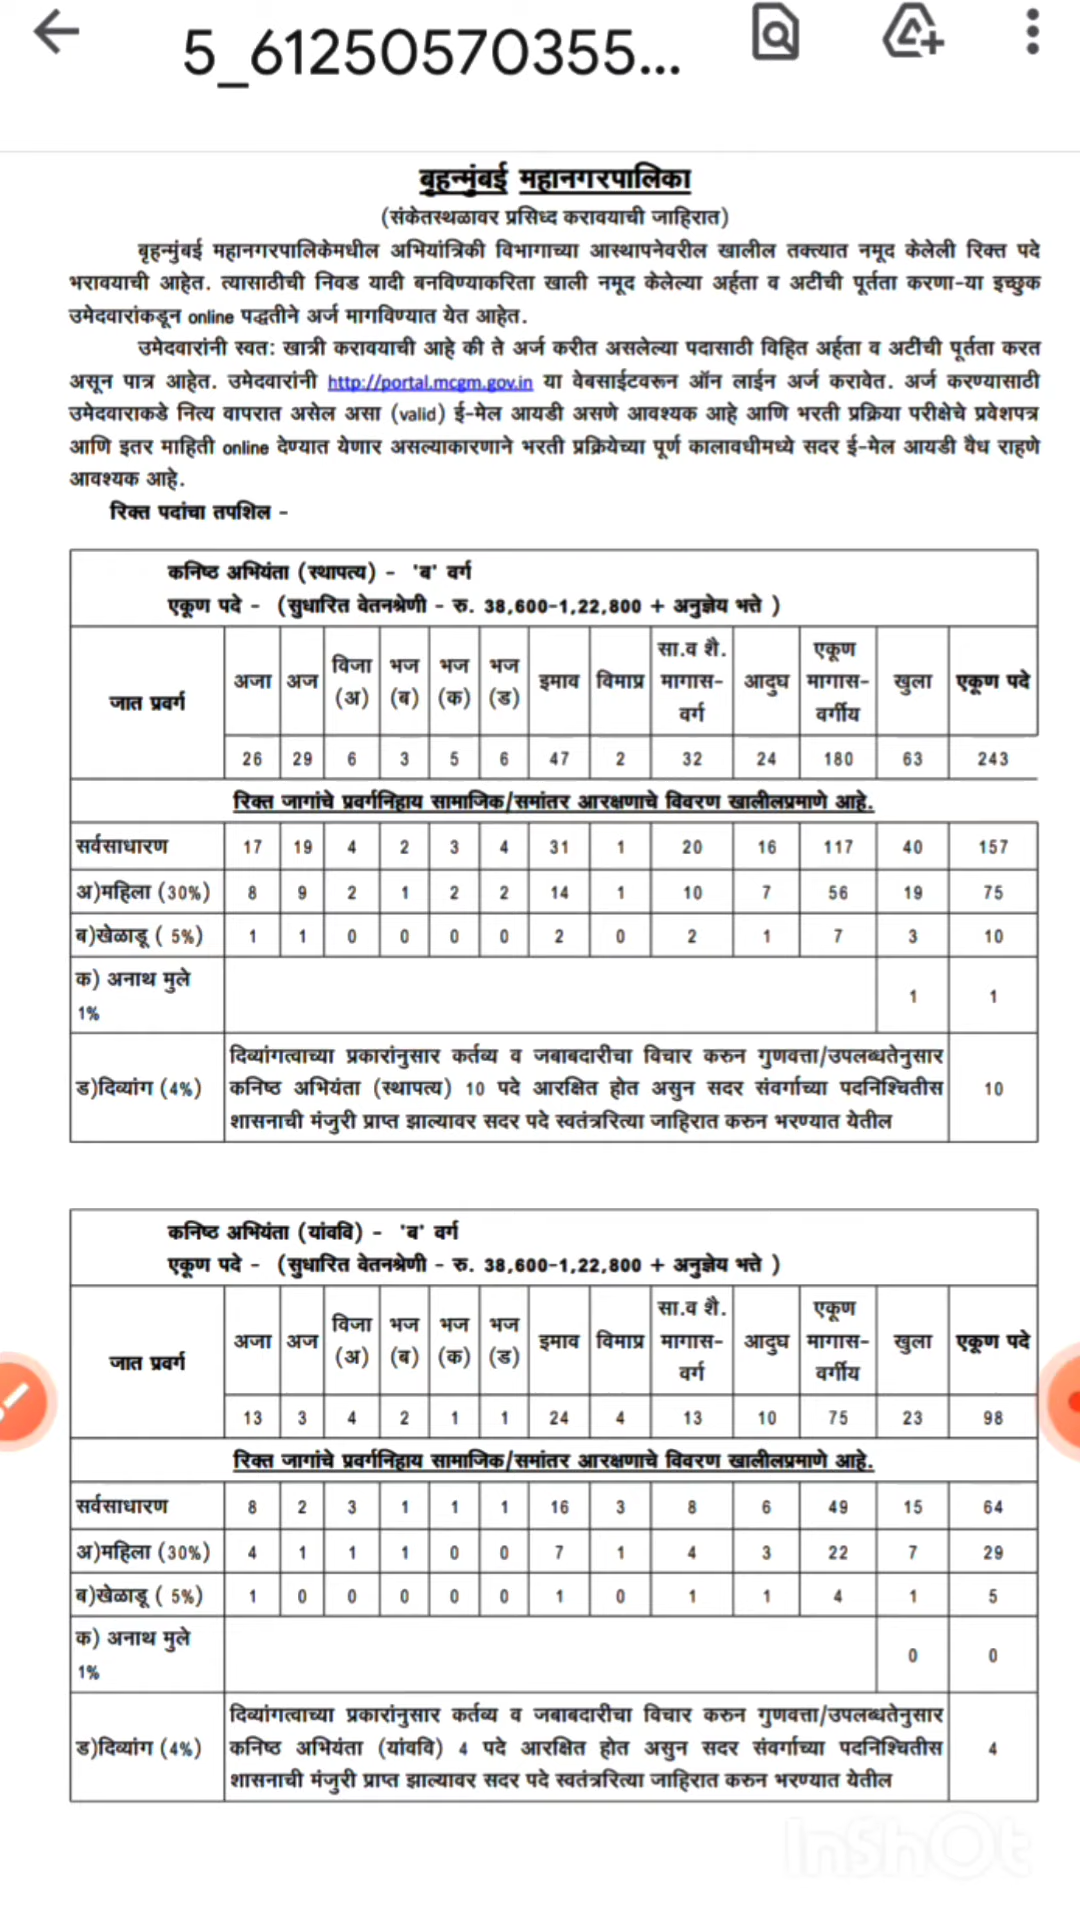 5_61250570355...
बृहन्मुंबई महानगरपालिका
(संकेतस्थळावर प्रसिध्द करावयाची जाहिरात)
बृहन्मुंबई महानगरपालिकेमधील अभियांत्रिकी विभागाच्या आस्थापनेवरील खालील तक्त्यात नमूद केलेली रिक्त पदे
भरावयाची आहेत. त्यासाठीची निवड यादी बनविण्याकरिता खाली नमूद केलेल्या अर्हता व अटींची पूर्तता करणा-या इच्छुक
उमेदवारांकडून online पद्धतीने अर्ज मागविण्यात येत आहेत.
उमेदवारांनी स्वत: खात्री करावयाची आहे की ते अर्ज करीत असलेल्या पदासाठी विहित अर्हता व अटींची पूर्तता करत
असून पात्र आहेत. उमेदवारांनी http://portal.mcgm.gov.in या वेबसाईटवरून ऑन लाईन अर्ज करावेत. अर्ज करण्यासाठी
उमेदवाराकडे नित्य वापरात असेल असा (valid) ई-मेल आयडी असणे आवश्यक आहे आणि भरती प्रक्रिया परीक्षेचे प्रवेशपत्र
आणि इतर माहिती online देण्यात येणार असल्याकारणाने भरती प्रक्रियेच्या पूर्ण कालावधीमध्ये सदर ई-मेल आयडी वैध राहणे
आवश्यक आहे.
रिक्त पदांचा तपशिल -
कनिष्ठ अभियंता (स्थापत्य) - 'ब' वर्ग
एकूण पदे - (सुधारित वेतनश्रेणी - रु. 38,600-1,22,800 + अनुज्ञेय भत्ते )
जात प्रवर्ग अजा अज विजा (अ) भज (ब) भज (क) भज (ड) इमाव विमाप्र सा.व शै. मागास-वर्ग आदुघ एकूण मागास-वर्गीय खुला एकूण पदे
26 29 6 3 5 6 47 2 32 24 180 63 243
रिक्त जागांचे प्रवर्गनिहाय सामाजिक/समांतर आरक्षणाचे विवरण खालीलप्रमाणे आहे.
सर्वसाधारण 17 19 4 2 3 4 31 1 20 16 117 40 157
अ)महिला (30%) 8 9 2 1 2 2 14 1 10 7 56 19 75
ब)खेळाडू ( 5%) 1 1 0 0 0 0 2 0 2 1 7 3 10
क) अनाथ मुले
1% 1 1
दिव्यांगत्वाच्या प्रकारांनुसार कर्तव्य व जबाबदारीचा विचार करुन गुणवत्ता/उपलब्धतेनुसार
ड)दिव्यांग (4%) कनिष्ठ अभियंता (स्थापत्य) 10 पदे आरक्षित होत असुन सदर संवर्गाच्या पदनिश्चितीस 10
शासनाची मंजुरी प्राप्त झाल्यावर सदर पदे स्वतंत्ररित्या जाहिरात करुन भरण्यात येतील
कनिष्ठ अभियंता (यांववि) - 'ब' वर्ग
एकूण पदे - (सुधारित वेतनश्रेणी - रु. 38,600-1,22,800 + अनुज्ञेय भत्ते )
जात प्रवर्ग अजा अज विजा (अ) भज (ब) भज (क) भज (ड) इमाव विमाप्र सा.व शै. मागास-वर्ग आदुघ एकूण मागास-वर्गीय खुला एकूण पदे
13 3 4 2 1 1 24 4 13 10 75 23 98
रिक्त जागांचे प्रवर्गनिहाय सामाजिक/समांतर आरक्षणाचे विवरण खालीलप्रमाणे आहे.
सर्वसाधारण 8 2 3 1 1 1 16 3 8 6 49 15 64
अ)महिला (30%) 4 1 1 1 0 0 7 1 4 3 22 7 29
ब)खेळाडू ( 5%) 1 0 0 0 0 0 1 0 1 1 4 1 5
क) अनाथ मुले
1% 0 0
दिव्यांगत्वाच्या प्रकारांनुसार कर्तव्य व जबाबदारीचा विचार करुन गुणवत्ता/उपलब्धतेनुसार
ड)दिव्यांग (4%) कनिष्ठ अभियंता (यांववि) 4 पदे आरक्षित होत असुन सदर संवर्गाच्या पदनिश्चितीस 4
शासनाची मंजुरी प्राप्त झाल्यावर सदर पदे स्वतंत्ररित्या जाहिरात करुन भरण्यात येतील
InShOt